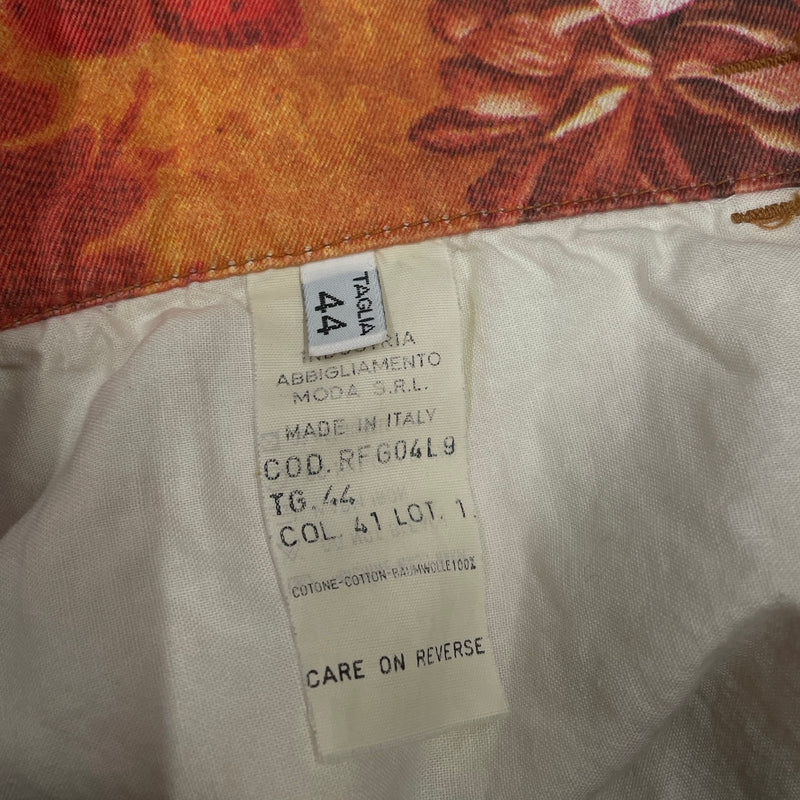 TAGLIA
44
INDUSTRIA
ABBIGLIAMENTO
MODA S.R.L.
MADE IN ITALY
COD. RFG04L9
TG. 44
COL. 41 LOT. 1.
COTONE-COTTON-BAUMWOLLE100%
CARE ON REVERSE